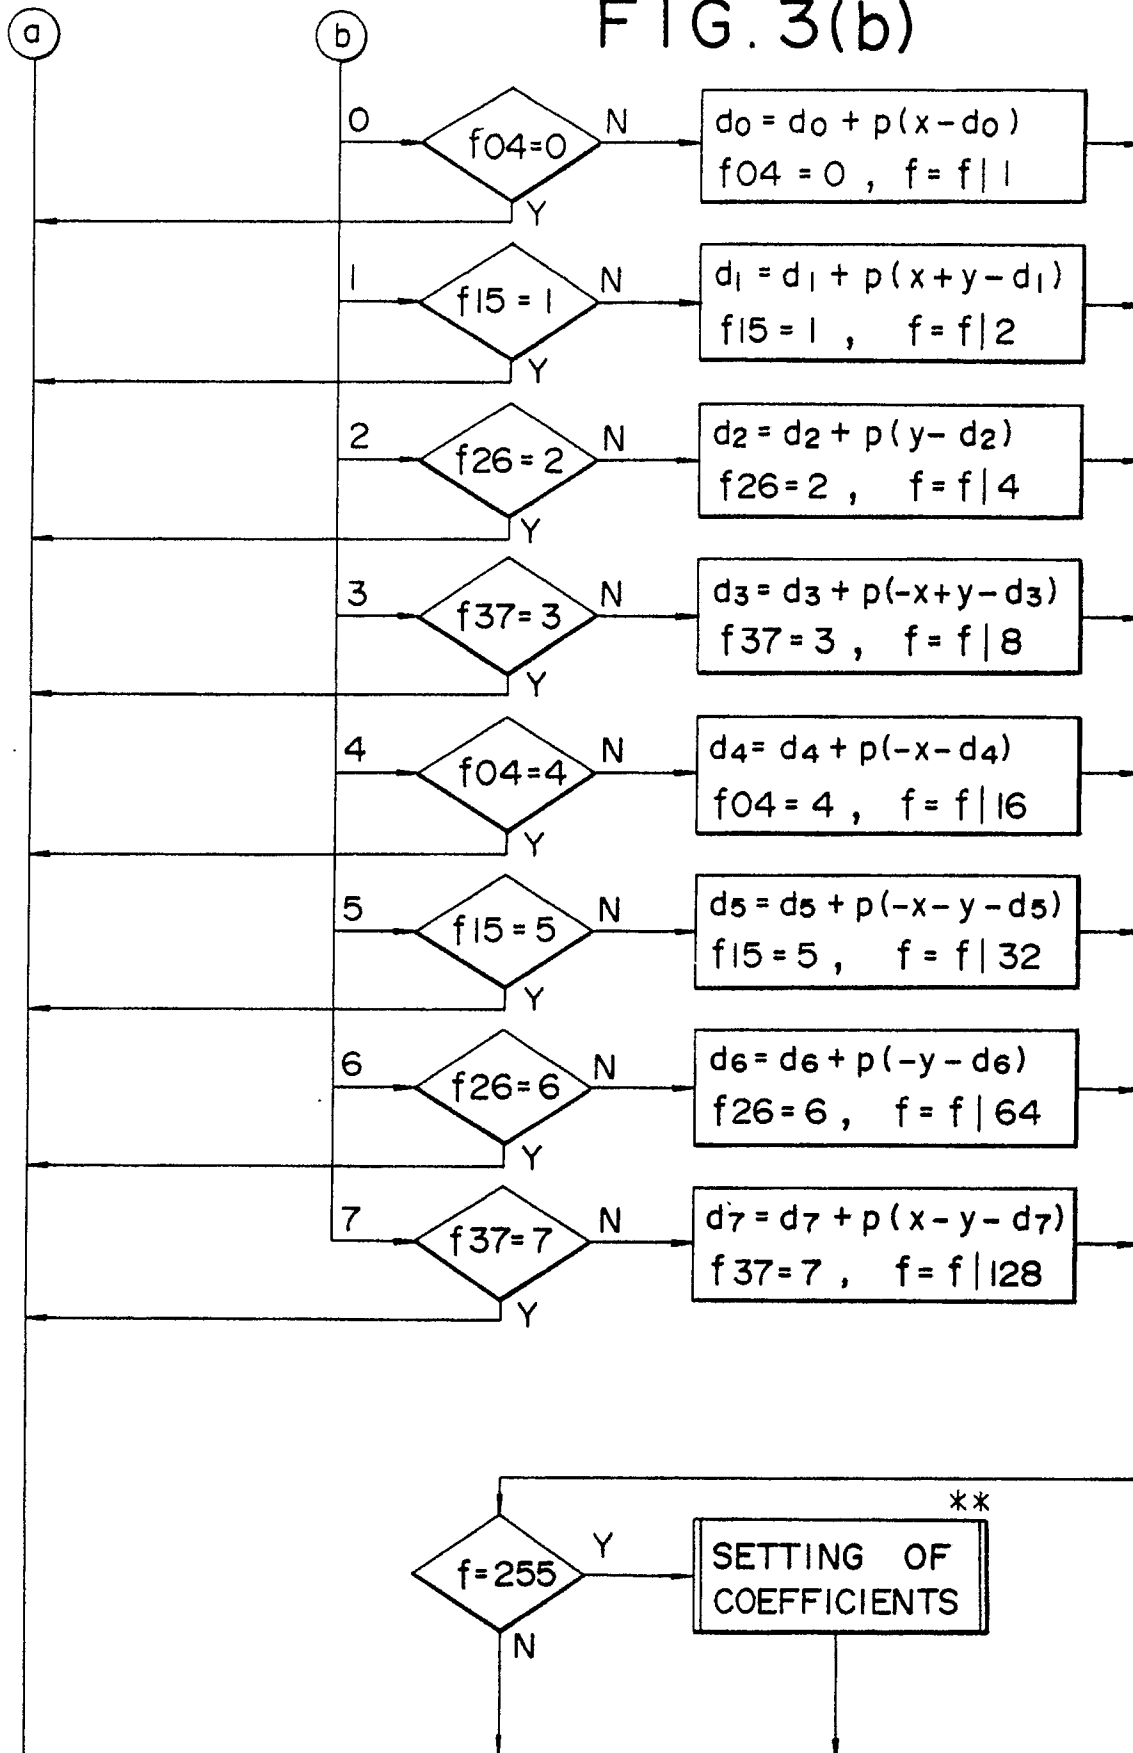 FIG. 3(b)
a
b
0
f04=0
N
Y
d0 = d0 + p(x-d0)
f04 = 0 , f = f|1
1
f15 = 1
N
Y
d1 = d1 + p(x+y-d1)
f15 = 1 , f = f|2
2
f26 = 2
N
Y
d2 = d2 + p(y-d2)
f26=2 , f = f|4
3
f37= 3
N
Y
d3 = d3 + p(-x+y-d3)
f37= 3 , f = f|8
4
f04=4
N
Y
d4 = d4 + p(-x-d4)
f04 = 4 , f = f|16
5
f15 = 5
N
Y
d5 = d5 + p(-x-y-d5)
f15 = 5 , f = f|32
6
f26=6
N
Y
d6 = d6 + p(-y-d6)
f26=6 , f = f|64
7
f37=7
N
Y
d7 = d7 + p(x-y-d7)
f37=7 , f = f|128
**
f=255
Y
N
SETTING OF
COEFFICIENTS